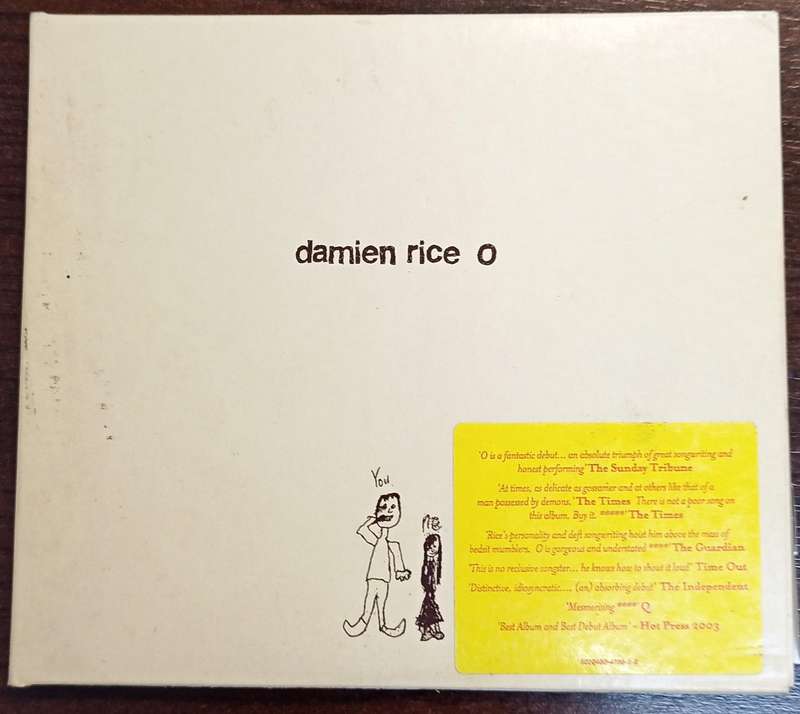 damien rice O
You.
me
'O is a fantastic debut... an absolute triumph of great songwriting and
honest performing' The Sunday Tribune
'At times, as delicate as gossamer and at others like that of a
man possessed by demons,' The Times There is not a poor song on
this album. Buy it. *****' The Times
'Rice's personality and deft songwriting hoist him above the mass of
bedsit mumblers. O is gorgeous and understated ****' The Guardian
'This is no reclusive songster... he knows how to shout it loud' Time Out
'Distinctive, idiosyncratic.... (an) absorbing debut' The Independent
'Mesmerising ****' Q
'Best Album and Best Debut Album' - Hot Press 2003